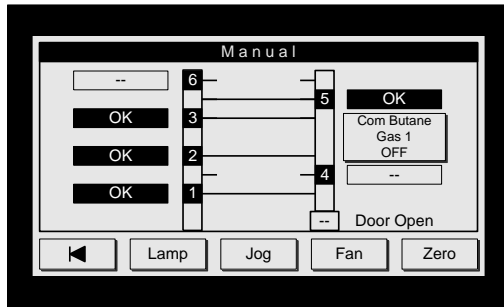 Manual
-- 6
5 OK
OK 3
Com Butane
Gas 1
OFF
OK 2
4 --
OK 1
-- Door Open
Lamp Jog Fan Zero